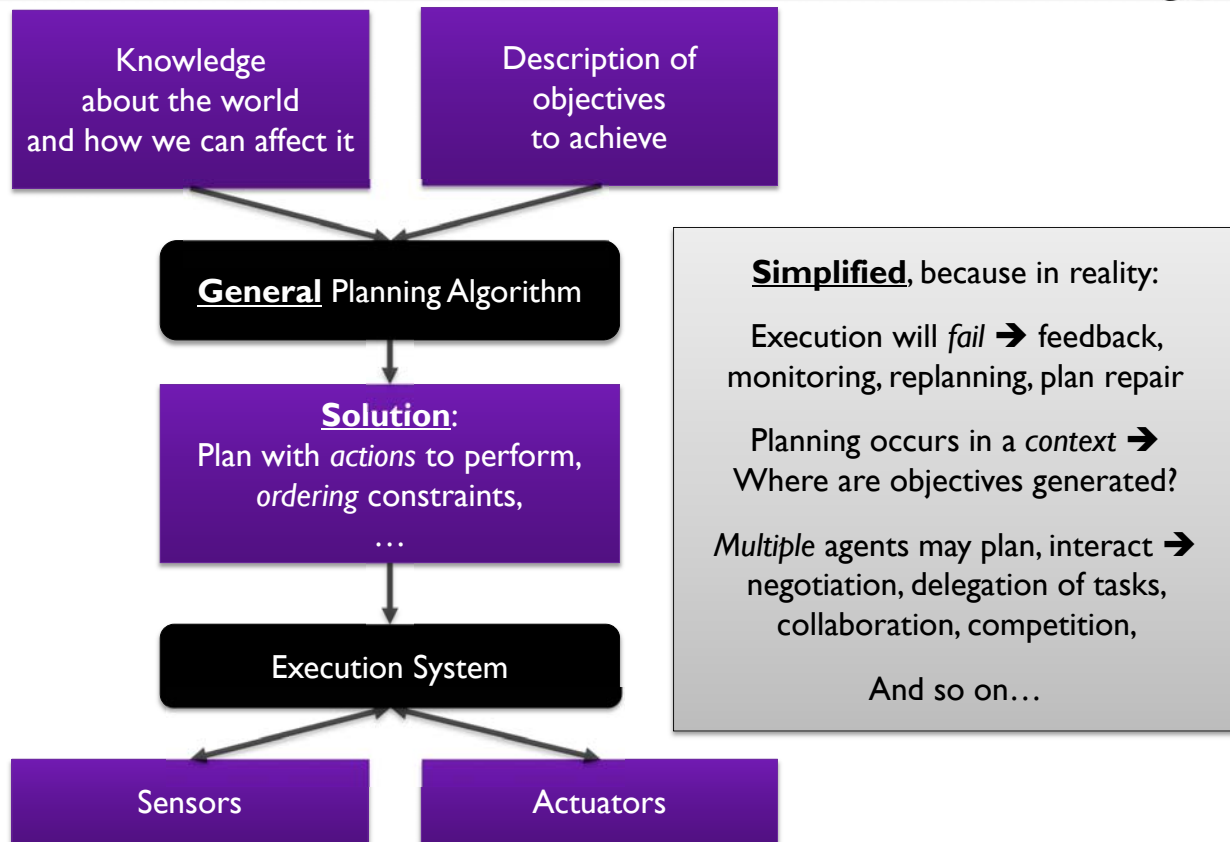 Knowledge
about the world
and how we can affect it
Description of
objectives
to achieve
General Planning Algorithm
Solution:
Plan with actions to perform,
ordering constraints,
…
Execution System
Sensors
Actuators
Simplified, because in reality:
Execution will fail ➔ feedback,
monitoring, replanning, plan repair
Planning occurs in a context ➔
Where are objectives generated?
Multiple agents may plan, interact ➔
negotiation, delegation of tasks,
collaboration, competition,
And so on…